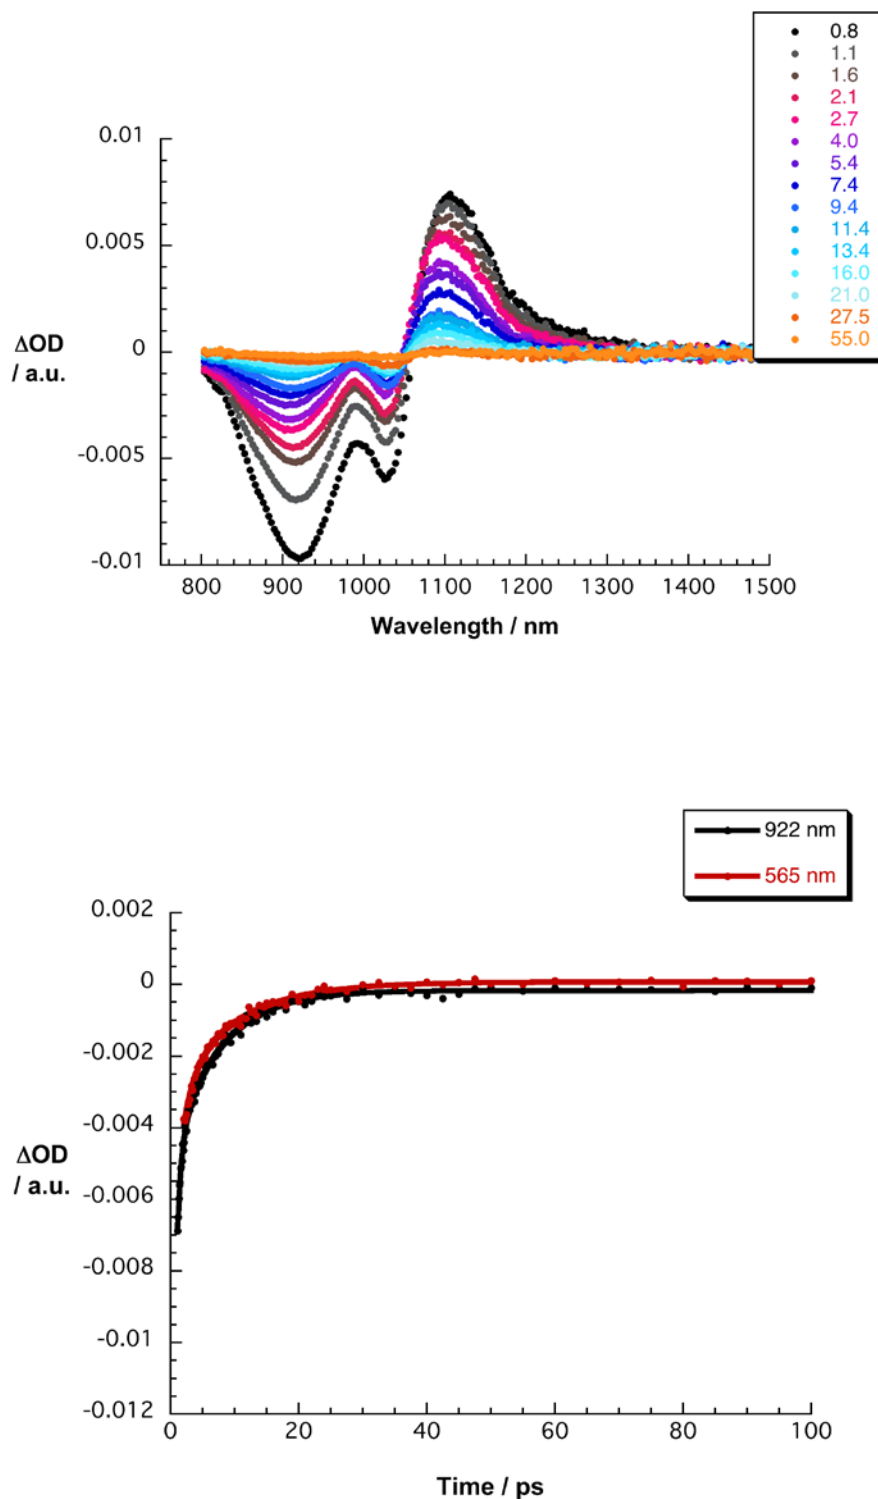 0.8
1.1
1.6
2.1
2.7
4.0
5.4
7.4
9.4
11.4
13.4
16.0
21.0
27.5
55.0
0.01
0.005
0
-0.005
-0.01
ΔOD
/ a.u.
800 900 1000 1100 1200 1300 1400 1500
Wavelength / nm
922 nm
565 nm
0.002
0
-0.002
-0.004
-0.006
-0.008
-0.01
-0.012
ΔOD
/ a.u.
0 20 40 60 80 100
Time / ps